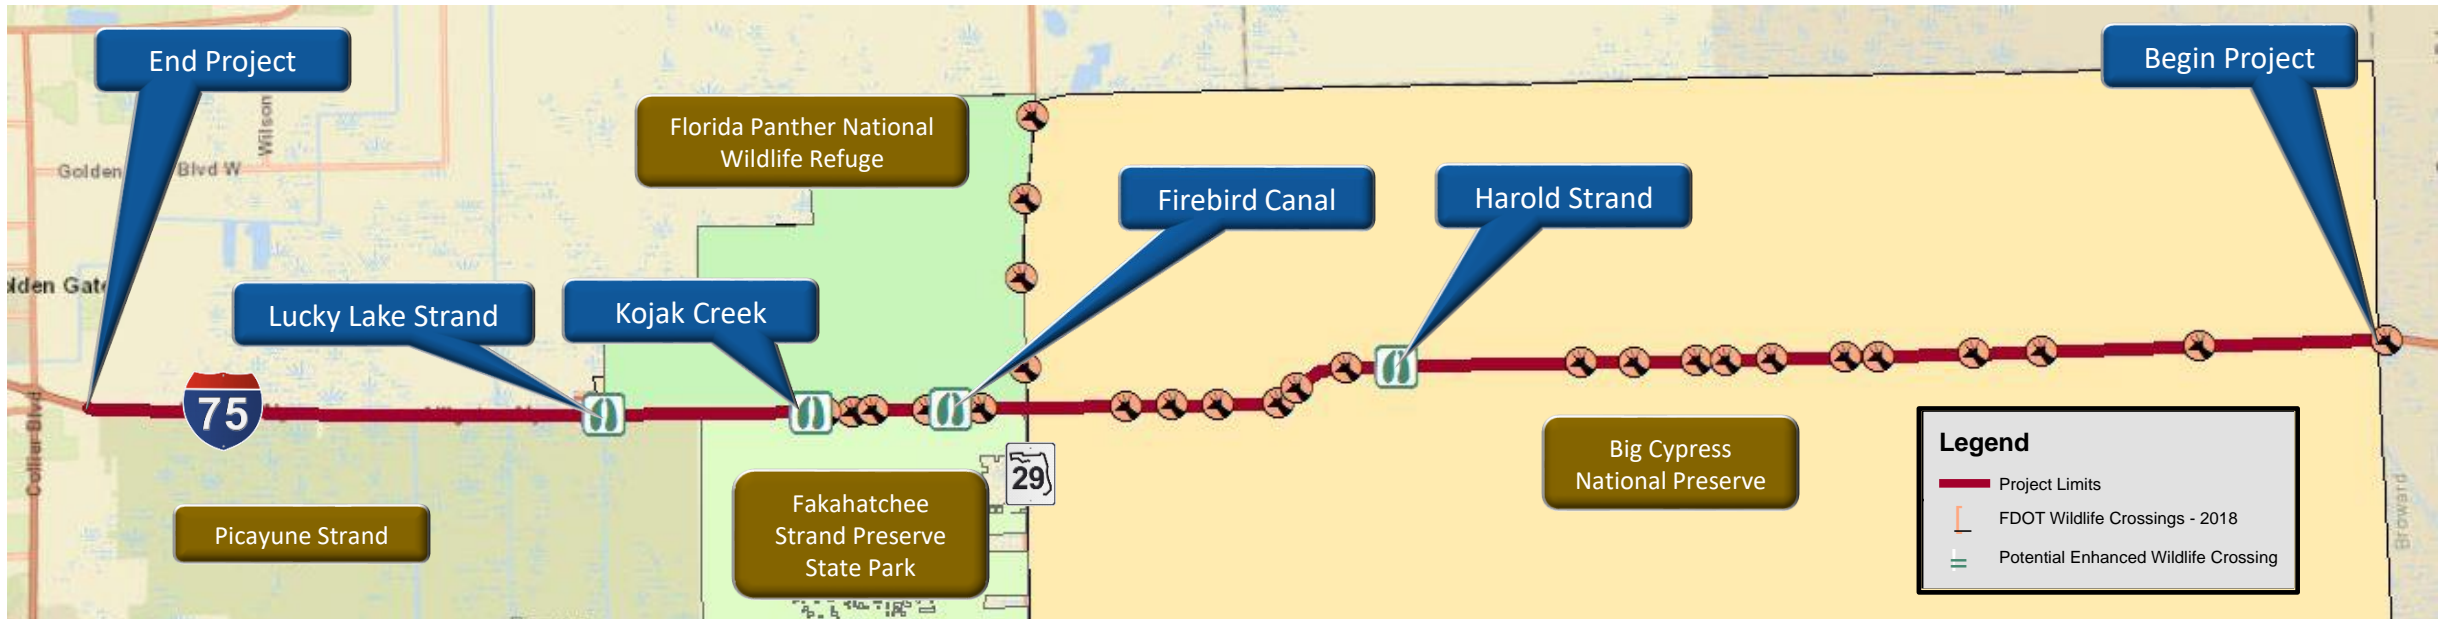 End Project
Begin Project
Wilson
Florida Panther National
Wildlife Refuge
Golden
Blvd W
Firebird Canal
Harold Strand
lden Gate
Lucky Lake Strand
Kojak Creek
75
Collier Blvd
Big Cypress
National Preserve
29
Fakahatchee
Strand Preserve
State Park
Picayune Strand
Legend
Project Limits
FDOT Wildlife Crossings - 2018
Potential Enhanced Wildlife Crossing
Broward